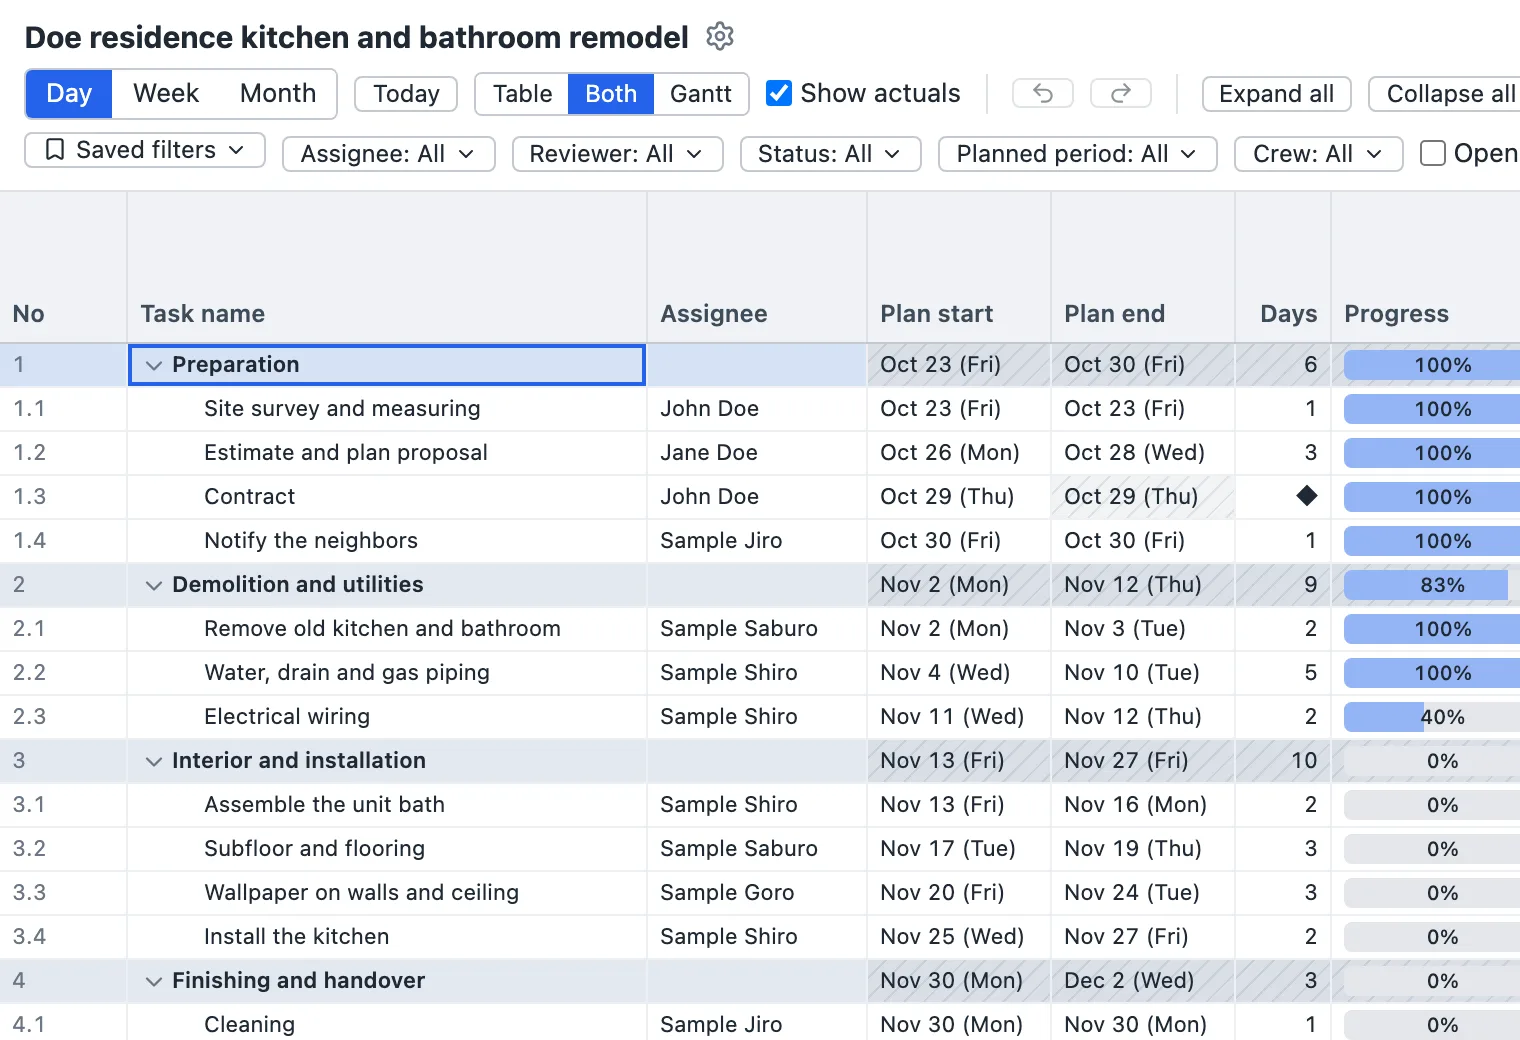 Doe residence kitchen and bathroom remodel
Day Week Month Today Table Both Gantt Show actuals Expand all Collapse all
Saved filters Assignee: All Reviewer: All Status: All Planned period: All Crew: All Open
No Task name Assignee Plan start Plan end Days Progress
1 Preparation Oct 23 (Fri) Oct 30 (Fri) 6 100%
1.1 Site survey and measuring John Doe Oct 23 (Fri) Oct 23 (Fri) 1 100%
1.2 Estimate and plan proposal Jane Doe Oct 26 (Mon) Oct 28 (Wed) 3 100%
1.3 Contract John Doe Oct 29 (Thu) Oct 29 (Thu) ◆ 100%
1.4 Notify the neighbors Sample Jiro Oct 30 (Fri) Oct 30 (Fri) 1 100%
2 Demolition and utilities Nov 2 (Mon) Nov 12 (Thu) 9 83%
2.1 Remove old kitchen and bathroom Sample Saburo Nov 2 (Mon) Nov 3 (Tue) 2 100%
2.2 Water, drain and gas piping Sample Shiro Nov 4 (Wed) Nov 10 (Tue) 5 100%
2.3 Electrical wiring Sample Shiro Nov 11 (Wed) Nov 12 (Thu) 2 40%
3 Interior and installation Nov 13 (Fri) Nov 27 (Fri) 10 0%
3.1 Assemble the unit bath Sample Shiro Nov 13 (Fri) Nov 16 (Mon) 2 0%
3.2 Subfloor and flooring Sample Saburo Nov 17 (Tue) Nov 19 (Thu) 3 0%
3.3 Wallpaper on walls and ceiling Sample Goro Nov 20 (Fri) Nov 24 (Tue) 3 0%
3.4 Install the kitchen Sample Shiro Nov 25 (Wed) Nov 27 (Fri) 2 0%
4 Finishing and handover Nov 30 (Mon) Dec 2 (Wed) 3 0%
4.1 Cleaning Sample Jiro Nov 30 (Mon) Nov 30 (Mon) 1 0%